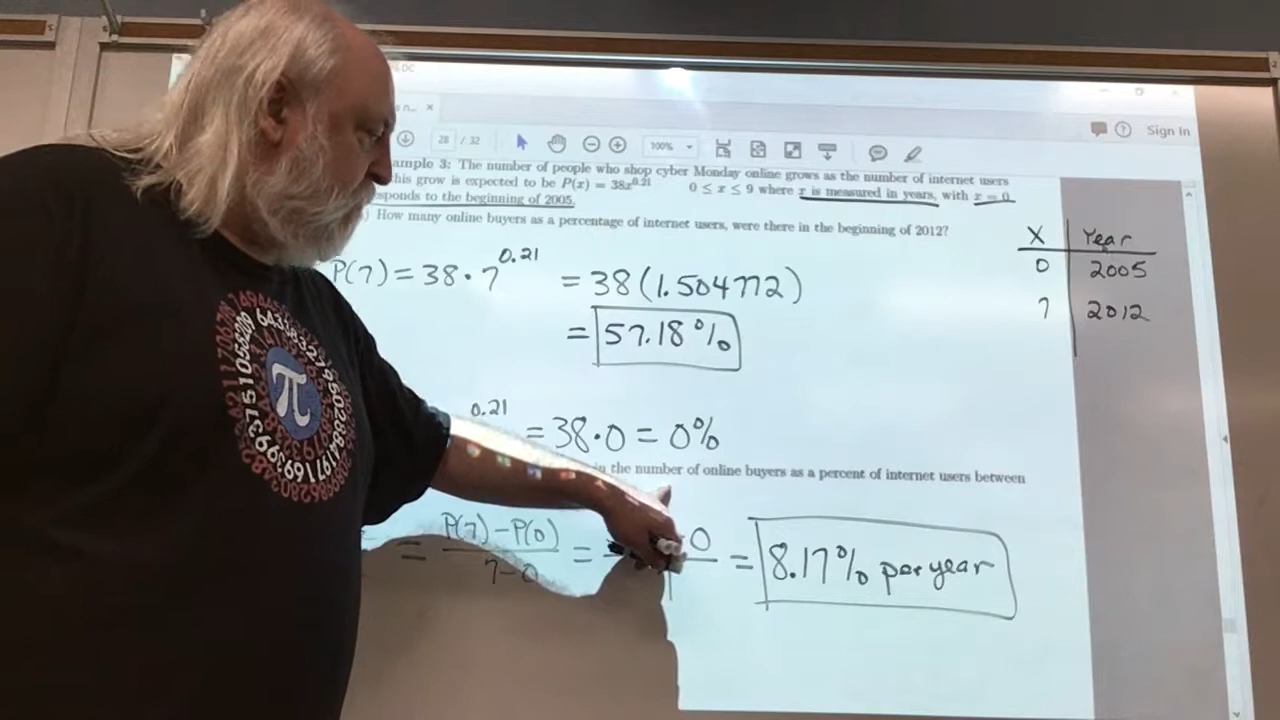 28 / 32
100%
Sign In
ample 3: The number of people who shop cyber Monday online grows as the number of internet users
his grow is expected to be P(x) = 38x^0.21 0 ≤ x ≤ 9 where x is measured in years, with x = 0
sponds to the beginning of 2005.
How many online buyers as a percentage of internet users, were there in the beginning of 2012?
X Year
0 2005
7 2012
P(7) = 38·7^0.21 = 38(1.504772)
= 57.18%
0.21 = 38·0 = 0%
in the number of online buyers as a percent of internet users between
= P(7)-P(0) / 7-0 = 0 = 8.17% per year
π